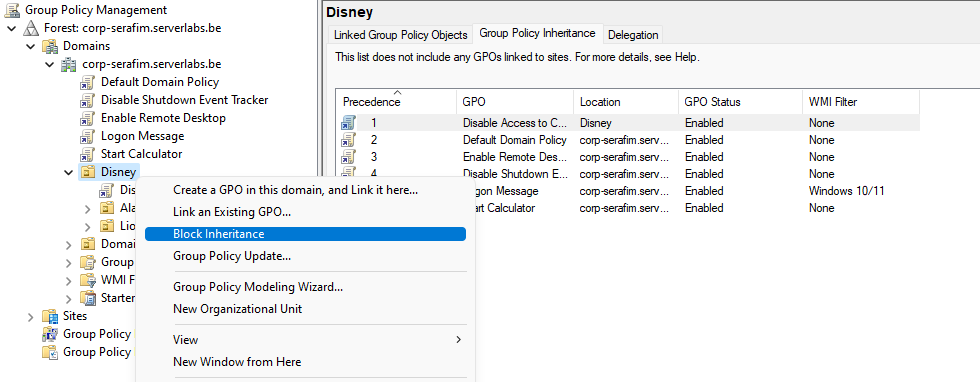 Group Policy Management
Forest: corp-serafim.serverlabs.be
Domains
corp-serafim.serverlabs.be
Default Domain Policy
Disable Shutdown Event Tracker
Enable Remote Desktop
Logon Message
Start Calculator
Disney
Dis
Ala
Lio
Domai
Group
WMI F
Starter
Sites
Group Policy
Group Policy
Create a GPO in this domain, and Link it here...
Link an Existing GPO...
Block Inheritance
Group Policy Update...
Group Policy Modeling Wizard...
New Organizational Unit
View
New Window from Here
Disney
Linked Group Policy Objects Group Policy Inheritance Delegation
This list does not include any GPOs linked to sites. For more details, see Help.
Precedence GPO Location GPO Status WMI Filter
1 Disable Access to C... Disney Enabled None
2 Default Domain Policy corp-serafim.serv... Enabled None
3 Enable Remote Des... corp-serafim.serv... Enabled None
4 Disable Shutdown E... corp-serafim.serv... Enabled None
ogon Message corp-serafim.serv... Enabled Windows 10/11
art Calculator corp-serafim.serv... Enabled None